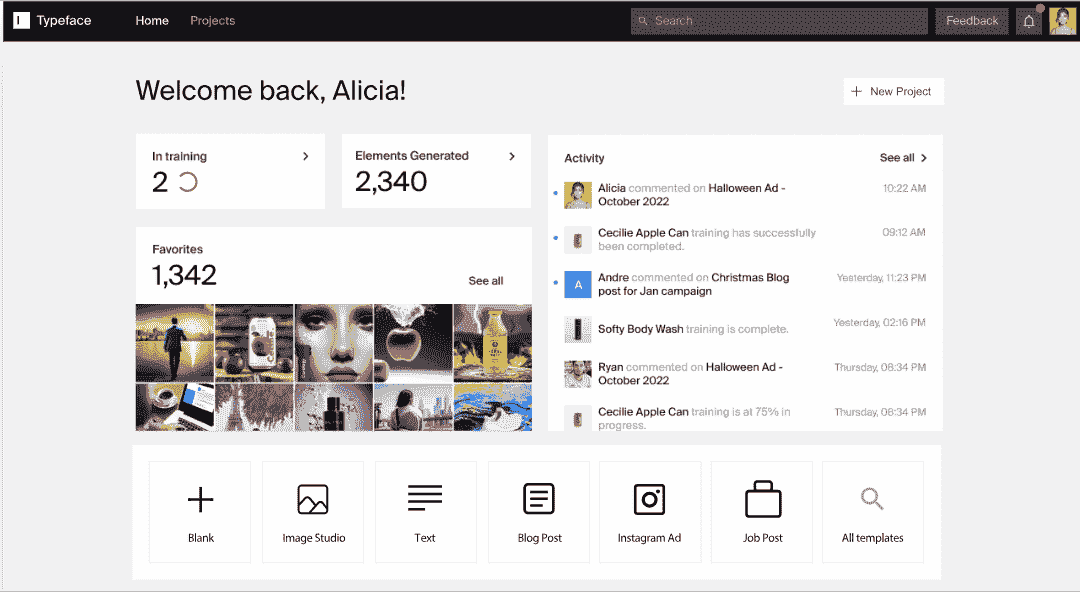 Typeface
Home
Projects
Search
Feedback
Welcome back, Alicia!
New Project
In training
2
Elements Generated
2,340
Favorites
1,342
See all
Activity
See all
Alicia commented on Halloween Ad -
October 2022
10:22 AM
Cecilie Apple Can training has successfully
been completed.
09:12 AM
A
Andre commented on Christmas Blog
post for Jan campaign
Yesterday, 11:23 PM
Softy Body Wash training is complete.
Yesterday, 02:16 PM
Ryan commented on Halloween Ad -
October 2022
Thursday, 08:34 PM
Cecilie Apple Can training is at 75% in
progress.
Thursday, 08:34 PM
Blank
Image Studio
Text
Blog Post
Instagram Ad
Job Post
All templates